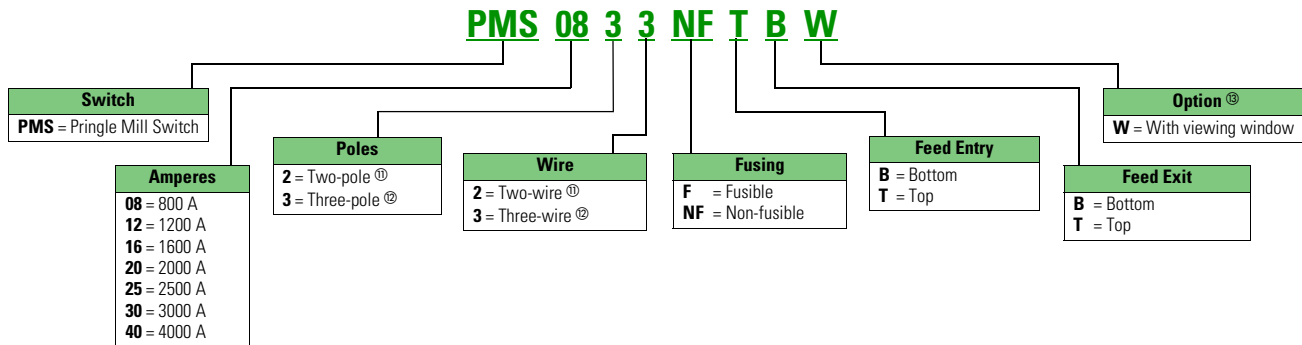 PMS 08 3 3 NF T B W
Switch
PMS = Pringle Mill Switch
Amperes
08 = 800 A
12 = 1200 A
16 = 1600 A
20 = 2000 A
25 = 2500 A
30 = 3000 A
40 = 4000 A
Poles
2 = Two-pole ⑪
3 = Three-pole ⑫
Wire
2 = Two-wire ⑪
3 = Three-wire ⑫
Fusing
F = Fusible
NF = Non-fusible
Feed Entry
B = Bottom
T = Top
Feed Exit
B = Bottom
T = Top
Option ⑬
W = With viewing window